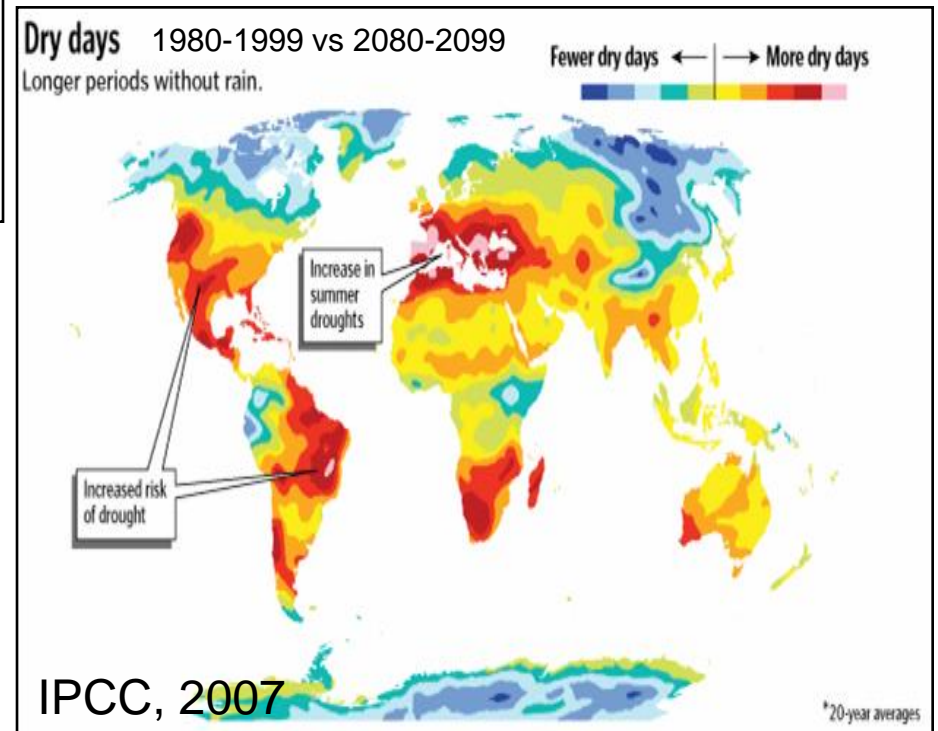 Dry days 1980-1999 vs 2080-2099
Longer periods without rain.
Fewer dry days ← | → More dry days
Increase in
summer
droughts
Increased risk
of drought
IPCC, 2007
*20-year averages